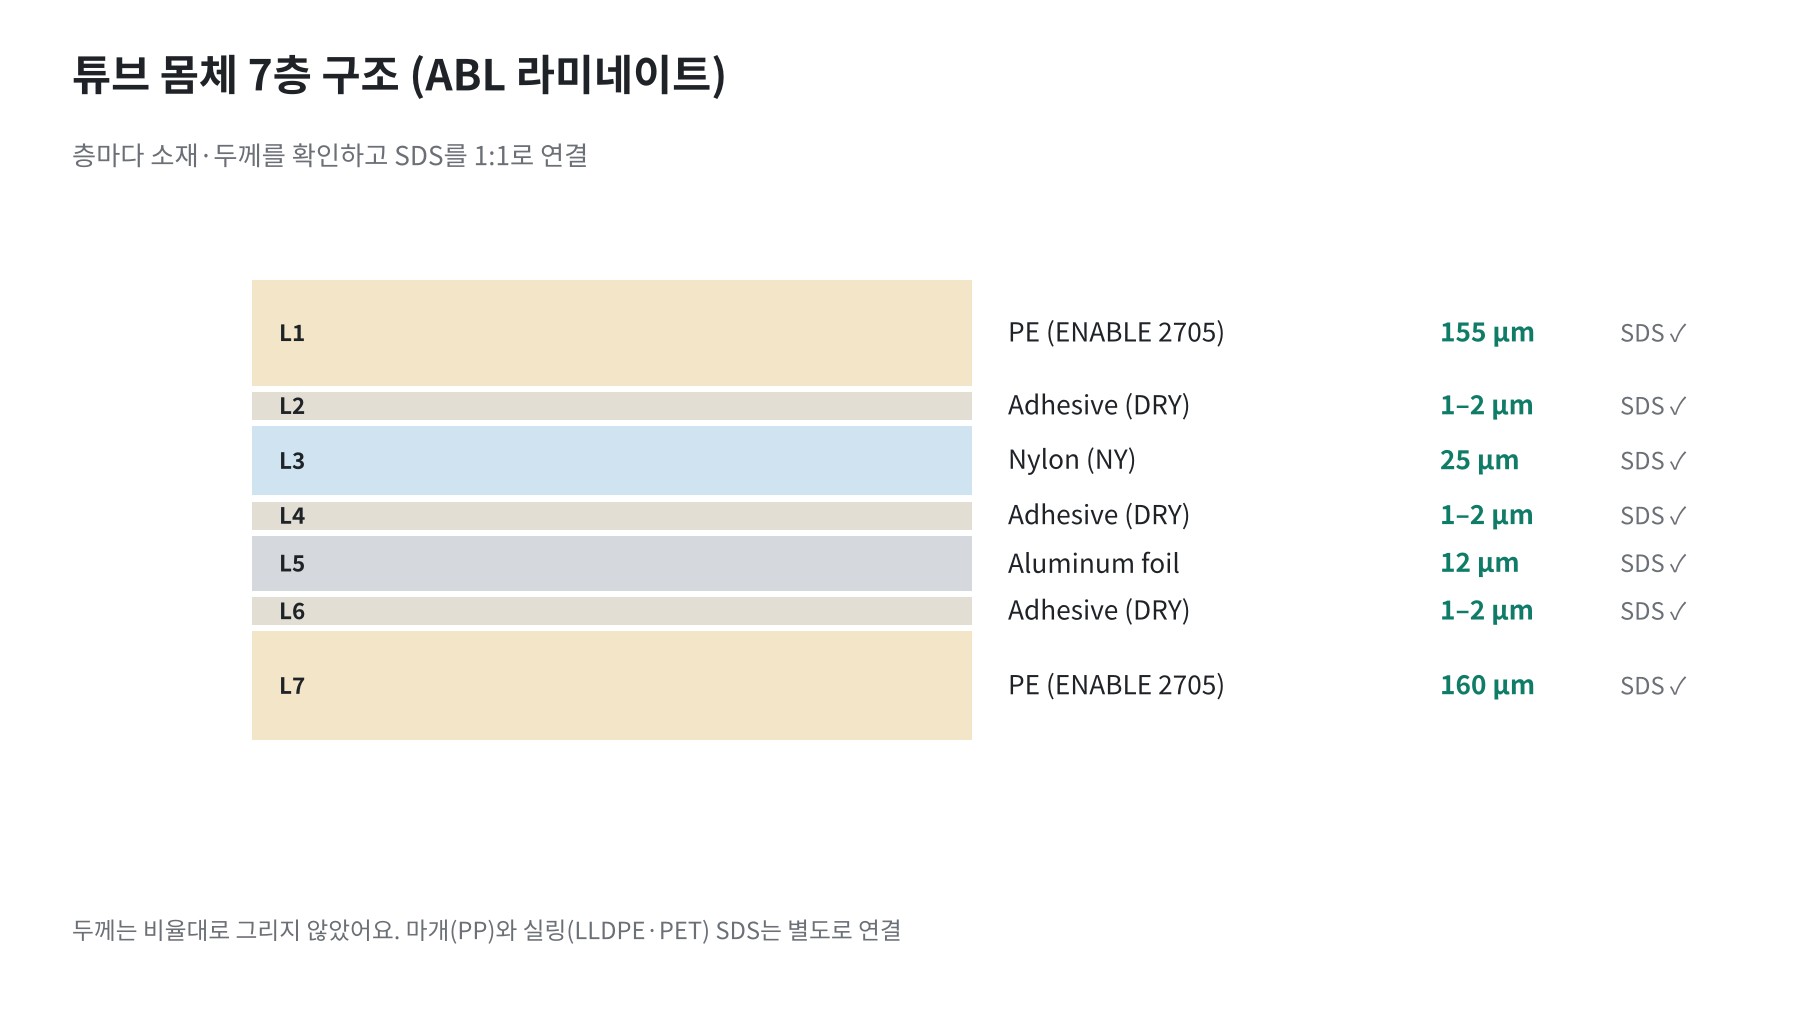 튜브 몸체 7층 구조 (ABL 라미네이트)
층마다 소재·두께를 확인하고 SDS를 1:1로 연결
L1 PE (ENABLE 2705) 155 µm SDS ✓
L2 Adhesive (DRY) 1–2 µm SDS ✓
L3 Nylon (NY) 25 µm SDS ✓
L4 Adhesive (DRY) 1–2 µm SDS ✓
L5 Aluminum foil 12 µm SDS ✓
L6 Adhesive (DRY) 1–2 µm SDS ✓
L7 PE (ENABLE 2705) 160 µm SDS ✓
두께는 비율대로 그리지 않았어요. 마개(PP)와 실링(LLDPE·PET) SDS는 별도로 연결